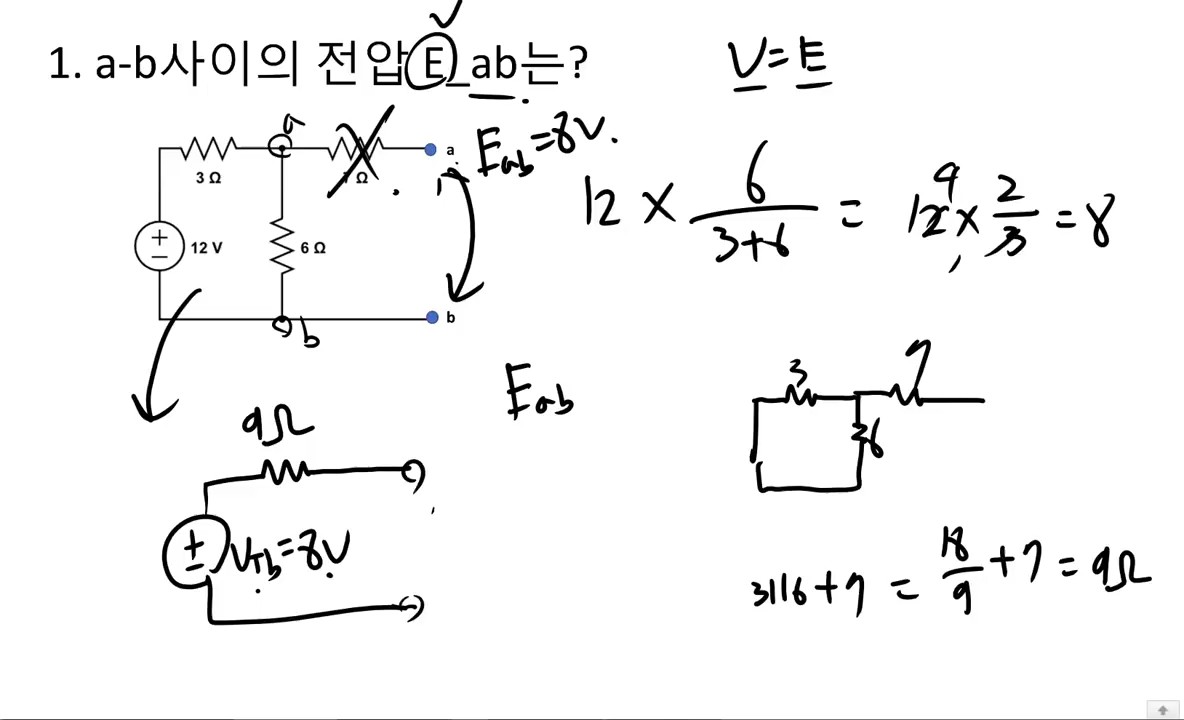 1. a-b사이의 전압 E_ab는?
V=E
a
3 Ω
Ω
a
E_ab=8V.
12 × 6/(3+6) = 12 × 2/3 = 8
4
12 V
6 Ω
b
b
E_ab
9Ω
3
7
6
V_Th=8V
3||6+7 = 18/9 +7=9Ω